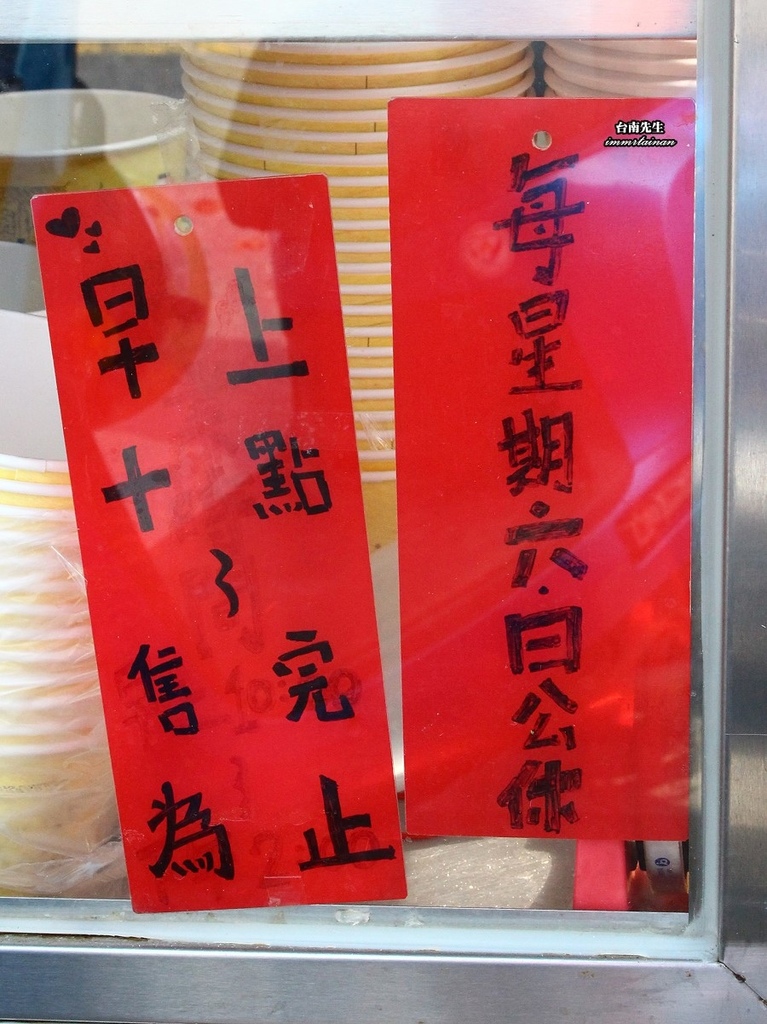 早上
十點
～
售完
為止
每星期六.日公休
台南先生
immrtainan